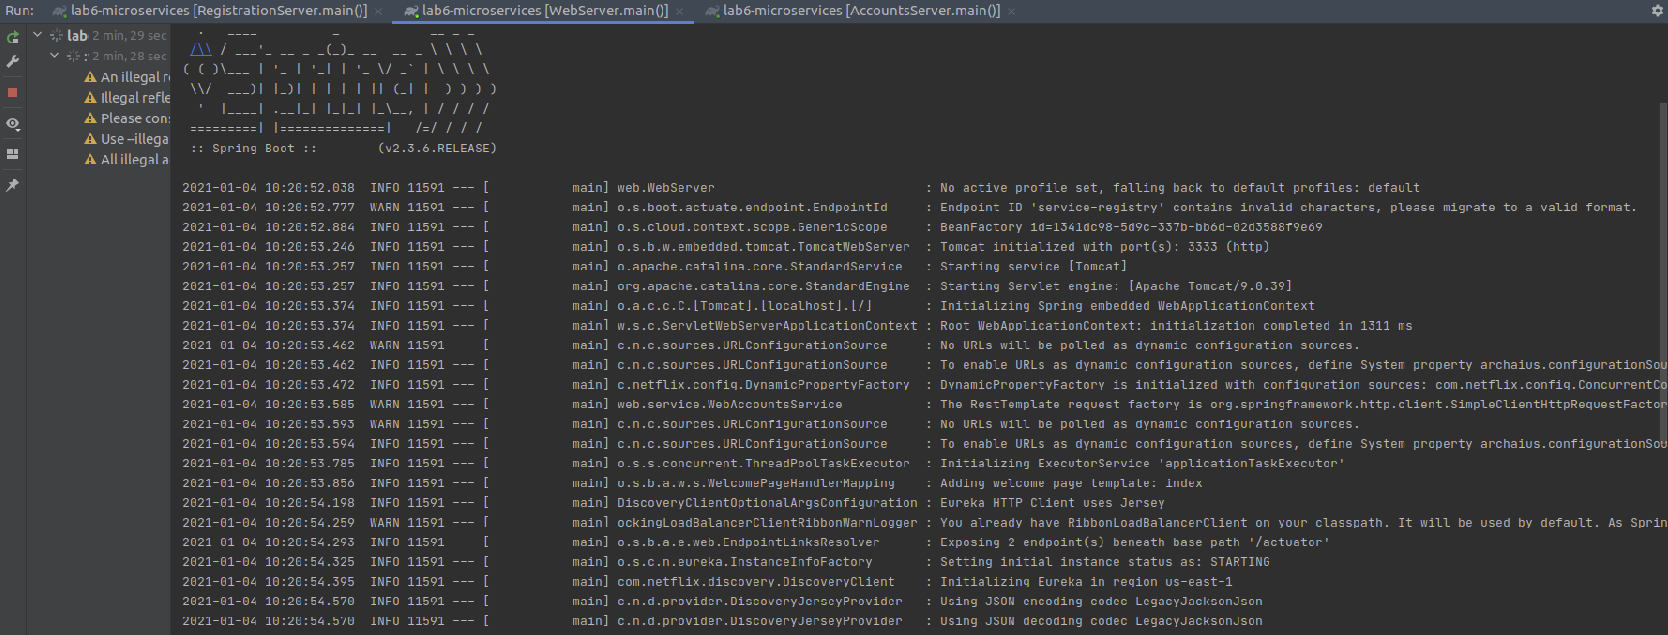 Run: lab6-microservices [RegistrationServer.main()] × lab6-microservices [WebServer.main()] × lab6-microservices [AccountsServer.main()] ×
lab 2 min, 29 sec
: 2 min, 28 sec
An illegal r
Illegal refle
Please cons
Use --illega
All illegal a
:: Spring Boot :: (v2.3.6.RELEASE)
2021-01-04 10:20:52.038 INFO 11591 --- [ main] web.WebServer : No active profile set, falling back to default profiles: default
2021-01-04 10:20:52.777 WARN 11591 --- [ main] o.s.boot.actuate.endpoint.EndpointId : Endpoint ID 'service-registry' contains invalid characters, please migrate to a valid format.
2021-01-04 10:20:52.884 INFO 11591 --- [ main] o.s.cloud.context.scope.GenericScope : BeanFactory id=1341dc98-5d9c-337b-bb6d-02d3588f9e69
2021-01-04 10:20:53.246 INFO 11591 --- [ main] o.s.b.w.embedded.tomcat.TomcatWebServer : Tomcat initialized with port(s): 3333 (http)
2021-01-04 10:20:53.257 INFO 11591 --- [ main] o.apache.catalina.core.StandardService : Starting service [Tomcat]
2021-01-04 10:20:53.257 INFO 11591 --- [ main] org.apache.catalina.core.StandardEngine : Starting Servlet engine: [Apache Tomcat/9.0.39]
2021-01-04 10:20:53.374 INFO 11591 --- [ main] o.a.c.c.C.[Tomcat].[localhost].[/] : Initializing Spring embedded WebApplicationContext
2021-01-04 10:20:53.374 INFO 11591 --- [ main] w.s.c.ServletWebServerApplicationContext : Root WebApplicationContext: initialization completed in 1311 ms
2021-01-04 10:20:53.462 WARN 11591 --- [ main] c.n.c.sources.URLConfigurationSource : No URLs will be polled as dynamic configuration sources.
2021-01-04 10:20:53.462 INFO 11591 --- [ main] c.n.c.sources.URLConfigurationSource : To enable URLs as dynamic configuration sources, define System property archaius.configurationSou
2021-01-04 10:20:53.472 INFO 11591 --- [ main] c.netflix.config.DynamicPropertyFactory : DynamicPropertyFactory is initialized with configuration sources: com.netflix.config.ConcurrentCo
2021-01-04 10:20:53.585 WARN 11591 --- [ main] web.service.WebAccountsService : The RestTemplate request factory is org.springframework.http.client.SimpleClientHttpRequestFactor
2021-01-04 10:20:53.593 WARN 11591 --- [ main] c.n.c.sources.URLConfigurationSource : No URLs will be polled as dynamic configuration sources.
2021-01-04 10:20:53.594 INFO 11591 --- [ main] c.n.c.sources.URLConfigurationSource : To enable URLs as dynamic configuration sources, define System property archaius.configurationSou
2021-01-04 10:20:53.785 INFO 11591 --- [ main] o.s.s.concurrent.ThreadPoolTaskExecutor : Initializing ExecutorService 'applicationTaskExecutor'
2021-01-04 10:20:53.856 INFO 11591 --- [ main] o.s.b.a.w.s.WelcomePageHandlerMapping : Adding welcome page template: index
2021-01-04 10:20:54.198 INFO 11591 --- [ main] DiscoveryClientOptionalArgsConfiguration : Eureka HTTP Client uses Jersey
2021-01-04 10:20:54.259 WARN 11591 --- [ main] ockingLoadBalancerClientRibbonWarnLogger : You already have RibbonLoadBalancerClient on your classpath. It will be used by default. As Sprin
2021-01-04 10:20:54.293 INFO 11591 --- [ main] o.s.b.a.e.web.EndpointLinksResolver : Exposing 2 endpoint(s) beneath base path '/actuator'
2021-01-04 10:20:54.325 INFO 11591 --- [ main] o.s.c.n.eureka.InstanceInfoFactory : Setting initial instance status as: STARTING
2021-01-04 10:20:54.395 INFO 11591 --- [ main] com.netflix.discovery.DiscoveryClient : Initializing Eureka in region us-east-1
2021-01-04 10:20:54.570 INFO 11591 --- [ main] c.n.d.provider.DiscoveryJerseyProvider : Using JSON encoding codec LegacyJacksonJson
2021-01-04 10:20:54.570 INFO 11591 --- [ main] c.n.d.provider.DiscoveryJerseyProvider : Using JSON decoding codec LegacyJacksonJson